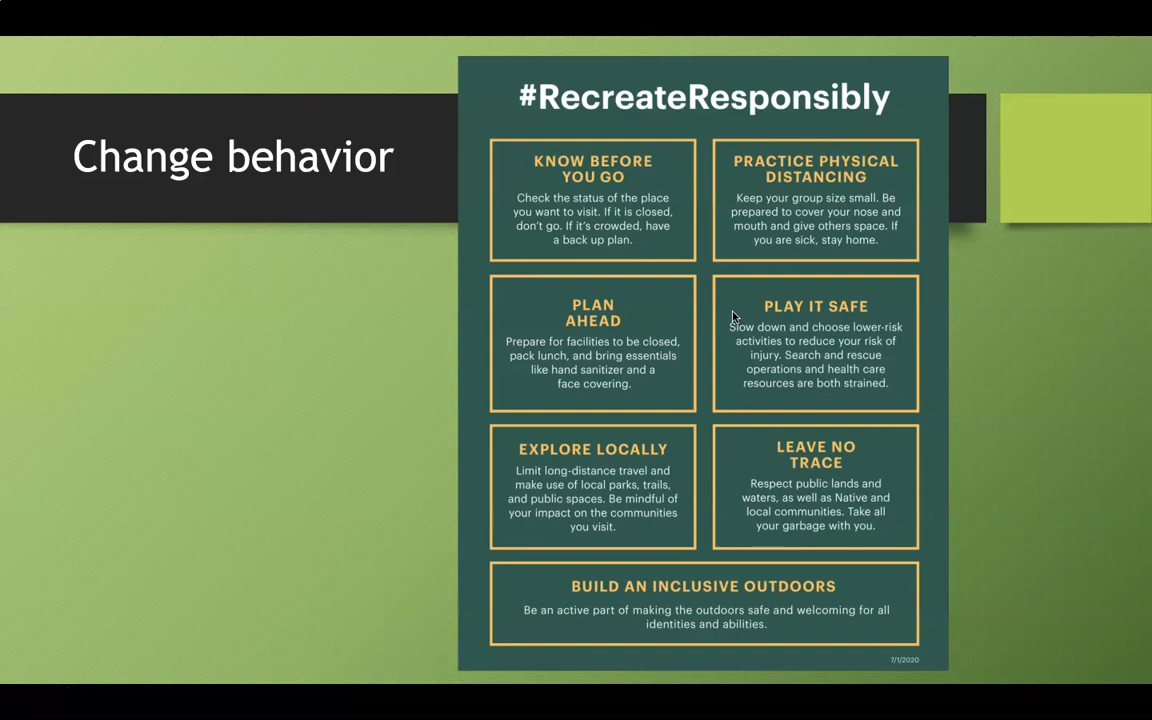 Change behavior
#RecreateResponsibly
KNOW BEFORE
YOU GO
Check the status of the place
you want to visit. If it is closed,
don't go. If it's crowded, have
a back up plan.
PRACTICE PHYSICAL
DISTANCING
Keep your group size small. Be
prepared to cover your nose and
mouth and give others space. If
you are sick, stay home.
PLAN
AHEAD
Prepare for facilities to be closed,
pack lunch, and bring essentials
like hand sanitizer and a
face covering.
PLAY IT SAFE
Slow down and choose lower-risk
activities to reduce your risk of
injury. Search and rescue
operations and health care
resources are both strained.
EXPLORE LOCALLY
Limit long-distance travel and
make use of local parks, trails,
and public spaces. Be mindful of
your impact on the communities
you visit.
LEAVE NO
TRACE
Respect public lands and
waters, as well as Native and
local communities. Take all
your garbage with you.
BUILD AN INCLUSIVE OUTDOORS
Be an active part of making the outdoors safe and welcoming for all
identities and abilities.
7/1/2020